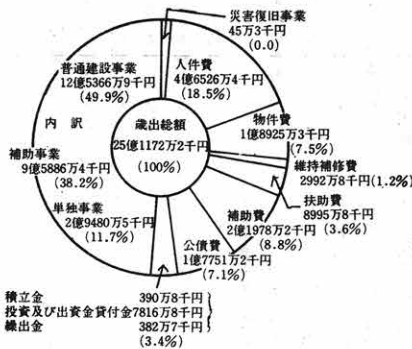 災害復旧事業
45万3千円
(0.0)
普通建設事業
12億5366万9千円
(49.9%)
人件費
4億6526万4千円
(18.5%)
内訳
歳出総額
25億1172万2千円
(100%)
物件費
1億8925万3千円
(7.5%)
維持補修費
2992万8千円(1.2%)
補助事業
9億5886万4千円
(38.2%)
扶助費
8995万8千円
(3.6%)
単独事業
2億9480万5千円
(11.7%)
補助費
2億1978万2千円
(8.8%)
公債費
1億7751万2千円
(7.1%)
積立金 390万8千円
投資及び出資金貸付金7816万8千円
繰出金 382万7千円
(3.4%)